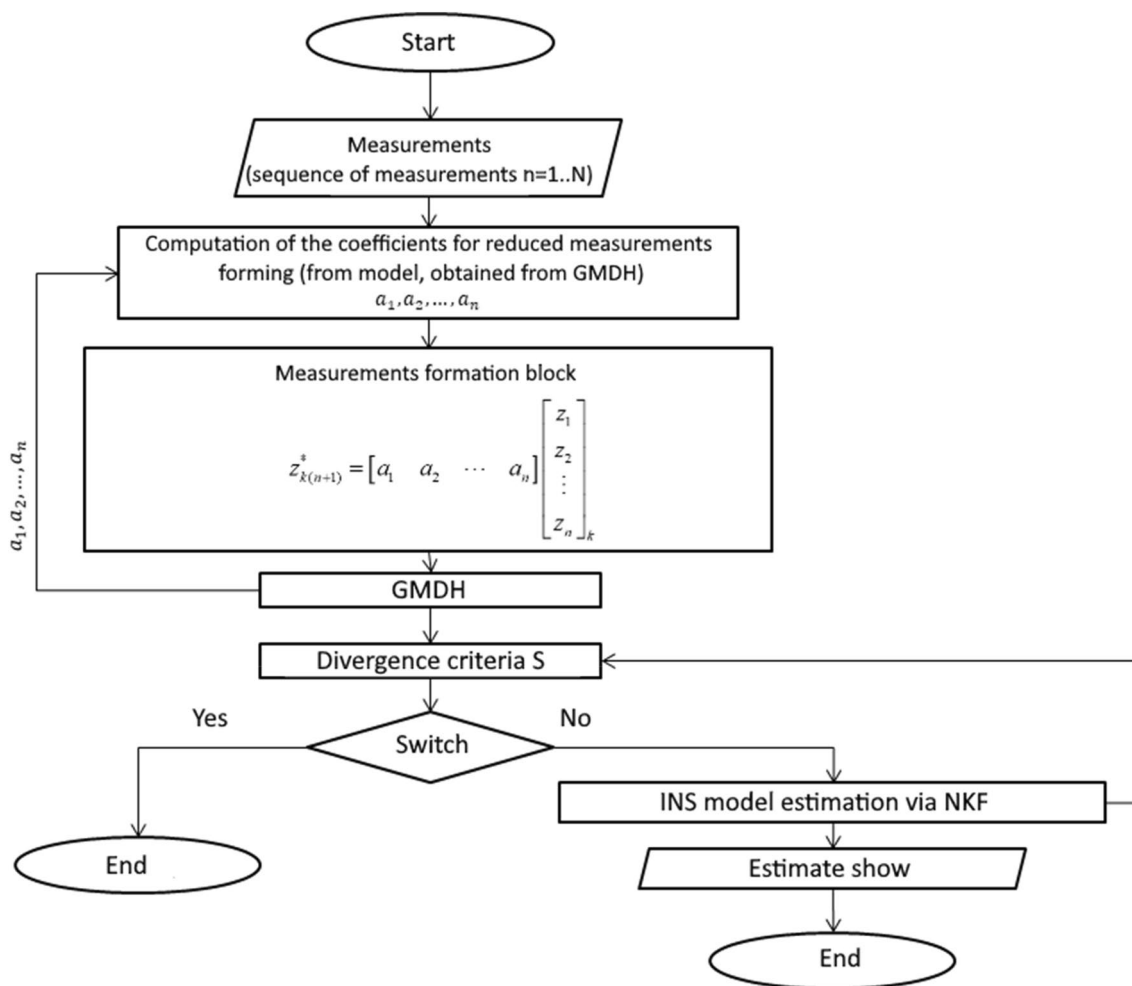 Start
Measurements
(sequence of measurements n=1..N)
Computation of the coefficients for reduced measurements
forming (from model, obtained from GMDH)
a₁, a₂, ..., aₙ
Measurements formation block
z*ₖ₍ₙ₊₁₎ = [a₁ a₂ ⋯ aₙ] [z₁ z₂ ⋮ zₙ]ₖ
a₁, a₂, ..., aₙ
GMDH
Divergence criteria S
Yes
No
Switch
INS model estimation via NKF
End
Estimate show
End